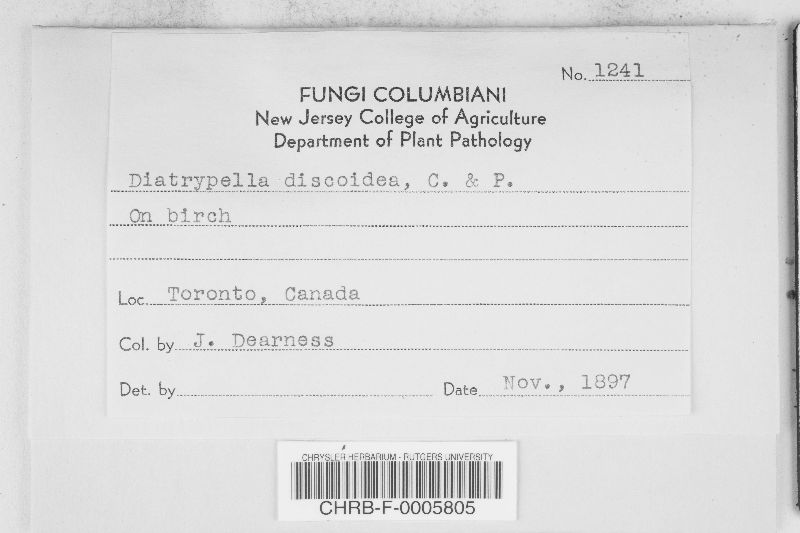 No. 1241
FUNGI COLUMBIANI
New Jersey College of Agriculture
Department of Plant Pathology
Diatrypella discoidea, C. & P.
On birch
Loc. Toronto, Canada
Col. by J. Dearness
Det. by
Date Nov., 1897
CHRYSLER HERBARIUM - RUTGERS UNIVERSITY
CHRB-F-0005805